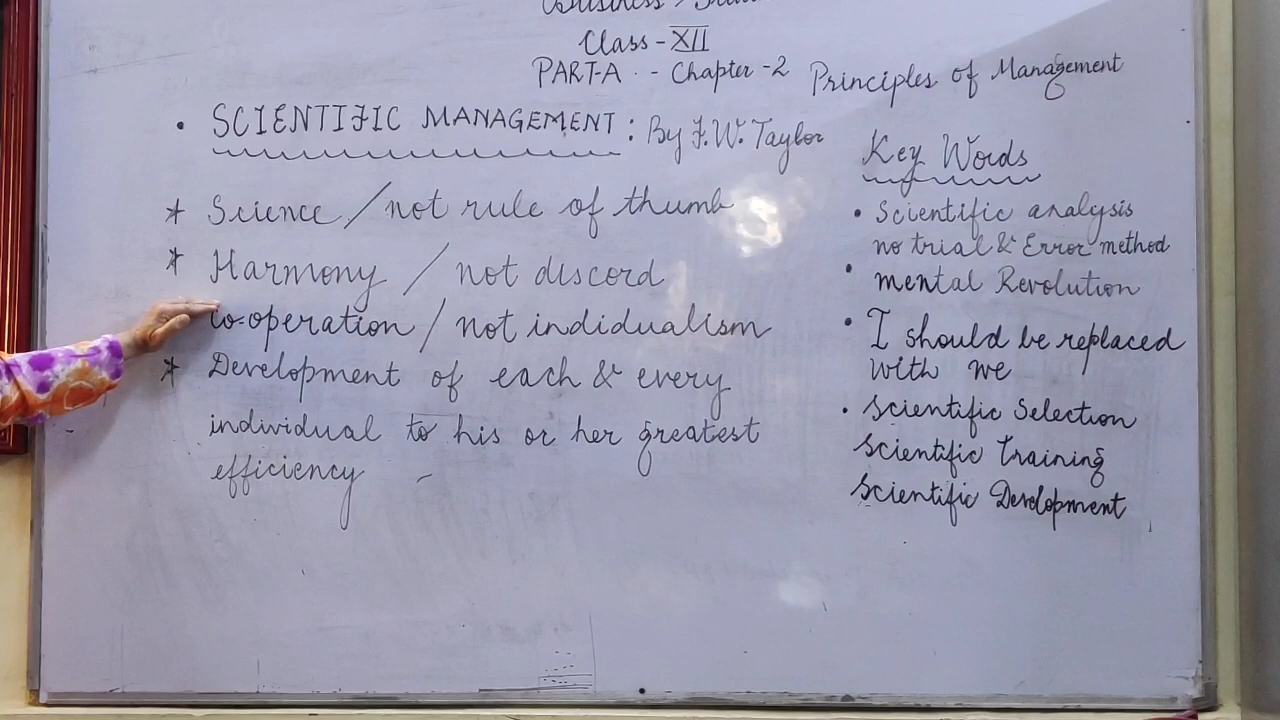 Business
Class - XII
PART-A - Chapter - 2 Principles of Management
• SCIENTIFIC MANAGEMENT : By F. W. Taylor
* Science / not rule of thumb
* Harmony / not discord
co-operation / not indidualism
* Development of each & every
individual to his or her greatest
efficiency -
Key Words
• Scientific analysis
no trial & Error method
• mental Revolution
• I should be replaced
with we
• Scientific Selection
Scientific Training
Scientific Development